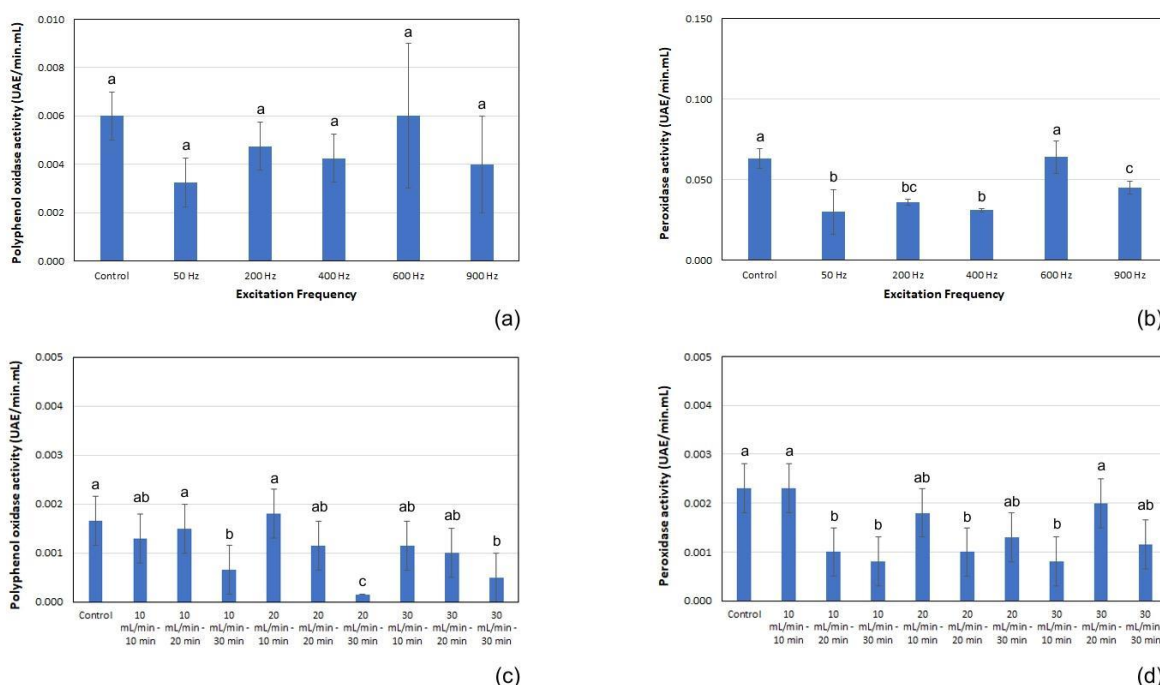 Polyphenol oxidase activity (UAE/min.mL)
0.010
0.008
0.006
0.004
0.002
0.000
a
a
a
a
a
a
Control
50 Hz
200 Hz
400 Hz
600 Hz
900 Hz
Excitation Frequency
(a)
Peroxidase activity (UAE/min.mL)
0.150
0.100
0.050
0.000
a
b
bc
b
a
c
Control
50 Hz
200 Hz
400 Hz
600 Hz
900 Hz
Excitation Frequency
(b)
Polyphenol oxidase activity (UAE/min.mL)
0.005
0.004
0.003
0.002
0.001
0.000
a
ab
a
b
a
ab
c
ab
ab
b
Control
10
mL/min -
10 min
10
mL/min -
20 min
10
mL/min -
30 min
20
mL/min -
10 min
20
mL/min -
20 min
20
mL/min -
30 min
30
mL/min -
10 min
30
mL/min -
20 min
30
mL/min -
30 min
(c)
Peroxidase activity (UAE/min.mL)
0.005
0.004
0.003
0.002
0.001
0.000
a
a
b
b
ab
b
ab
b
a
ab
Control
10
mL/min -
10 min
10
mL/min -
20 min
10
mL/min -
30 min
20
mL/min -
10 min
20
mL/min -
20 min
20
mL/min -
30 min
30
mL/min -
10 min
30
mL/min -
20 min
30
mL/min -
30 min
(d)